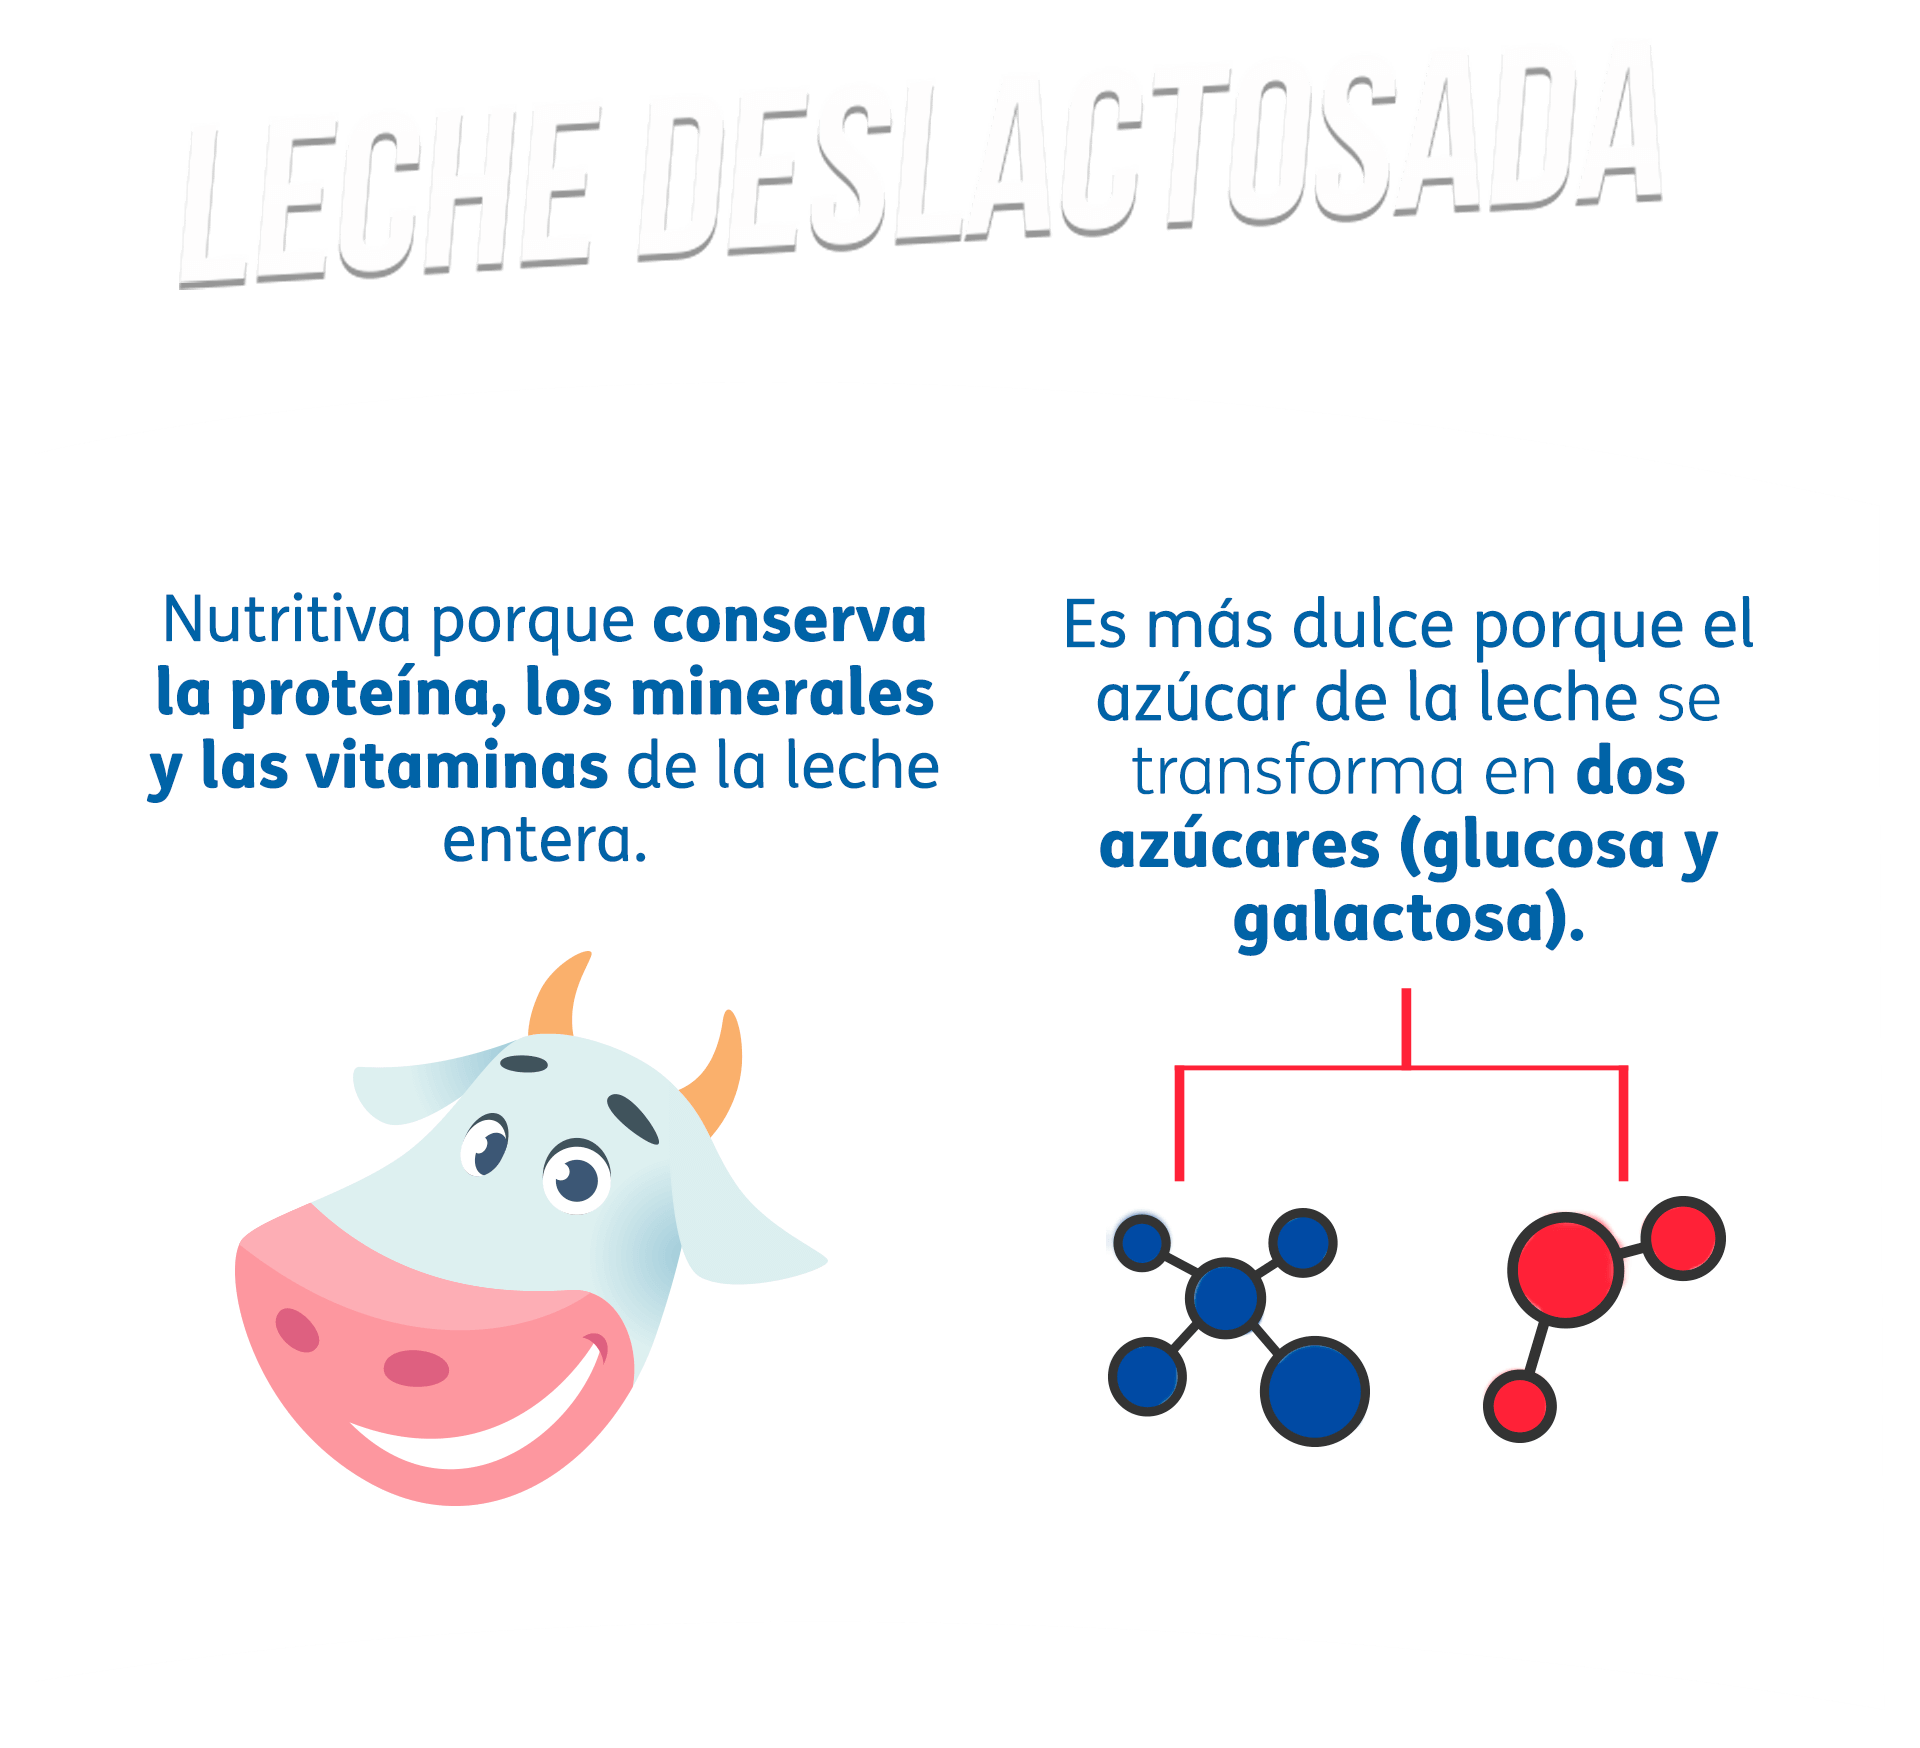 LECHE DESLACTOSADA
Nutritiva porque conserva
la proteína, los minerales
y las vitaminas de la leche
entera.
Es más dulce porque el
azúcar de la leche se
transforma en dos
azúcares (glucosa y
galactosa).